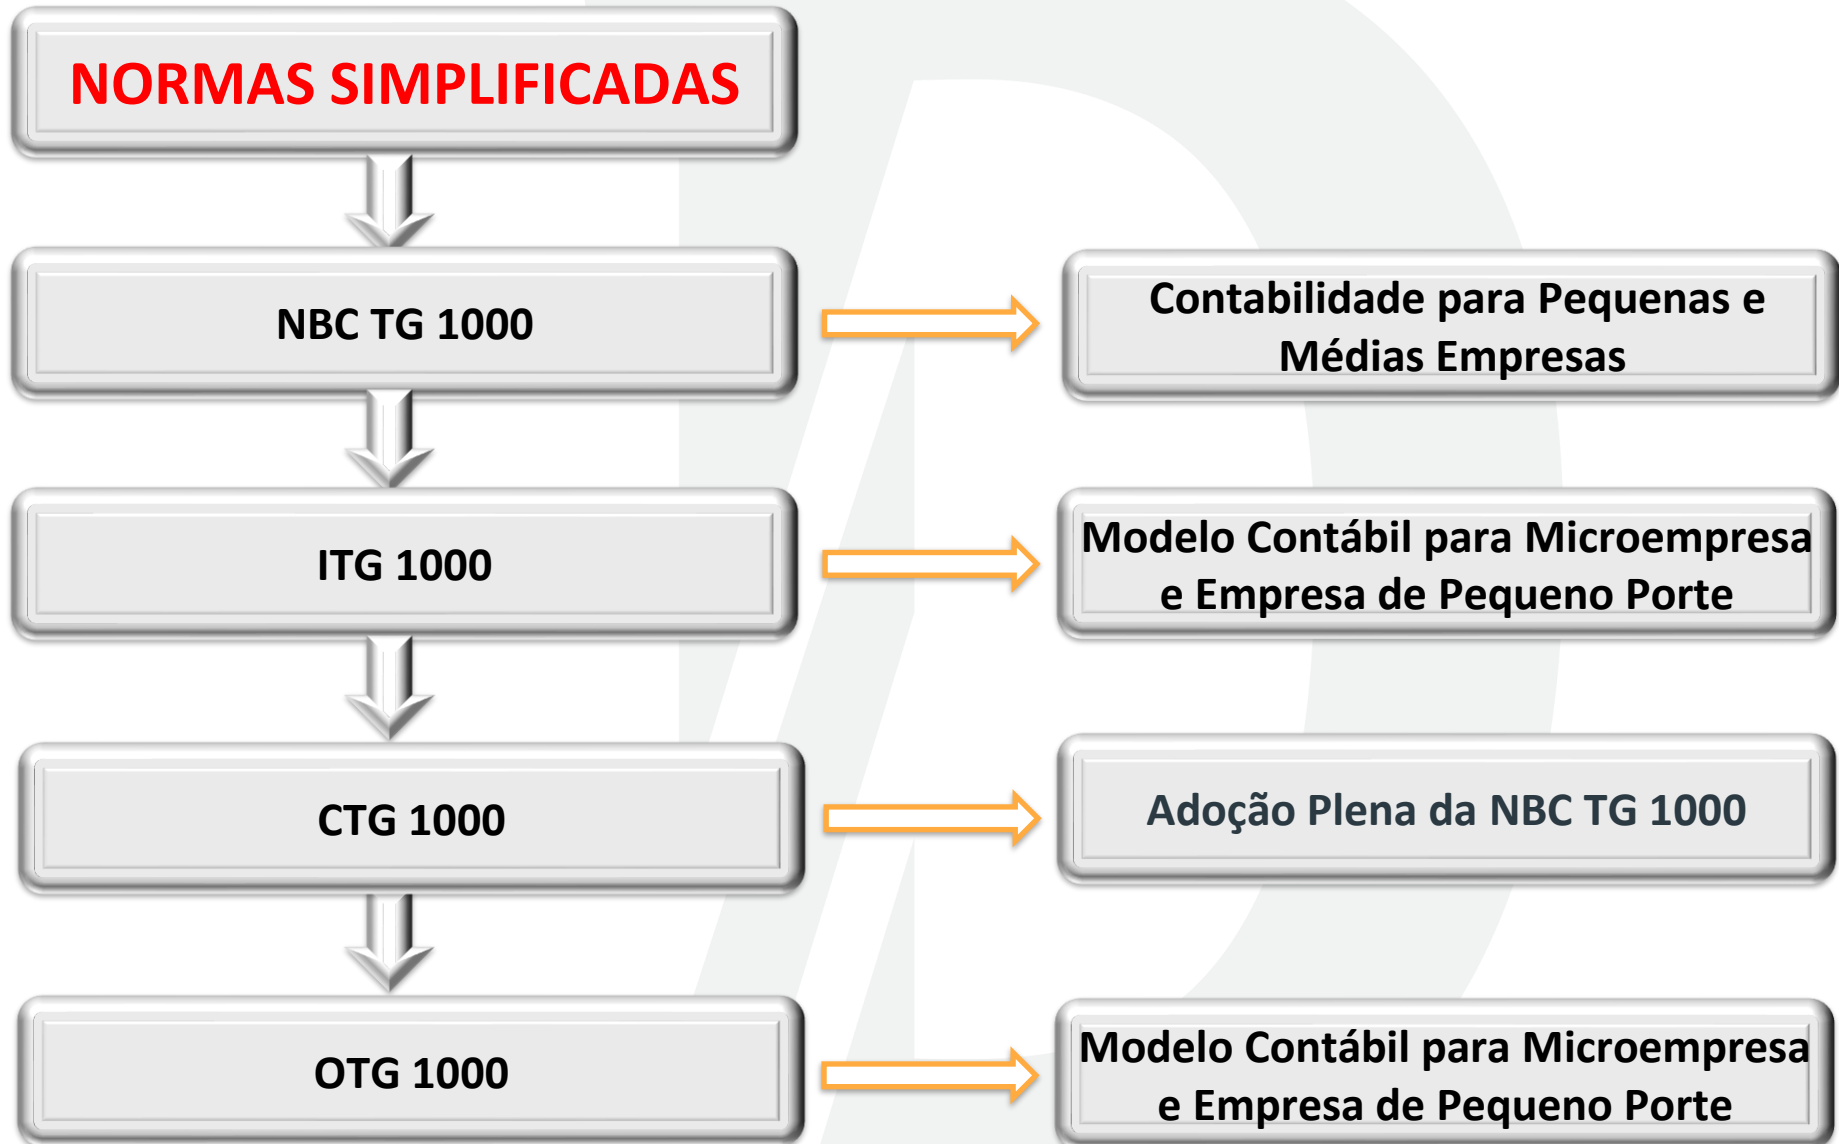 NORMAS SIMPLIFICADAS
NBC TG 1000
Contabilidade para Pequenas e
Médias Empresas
ITG 1000
Modelo Contábil para Microempresa
e Empresa de Pequeno Porte
CTG 1000
Adoção Plena da NBC TG 1000
OTG 1000
Modelo Contábil para Microempresa
e Empresa de Pequeno Porte